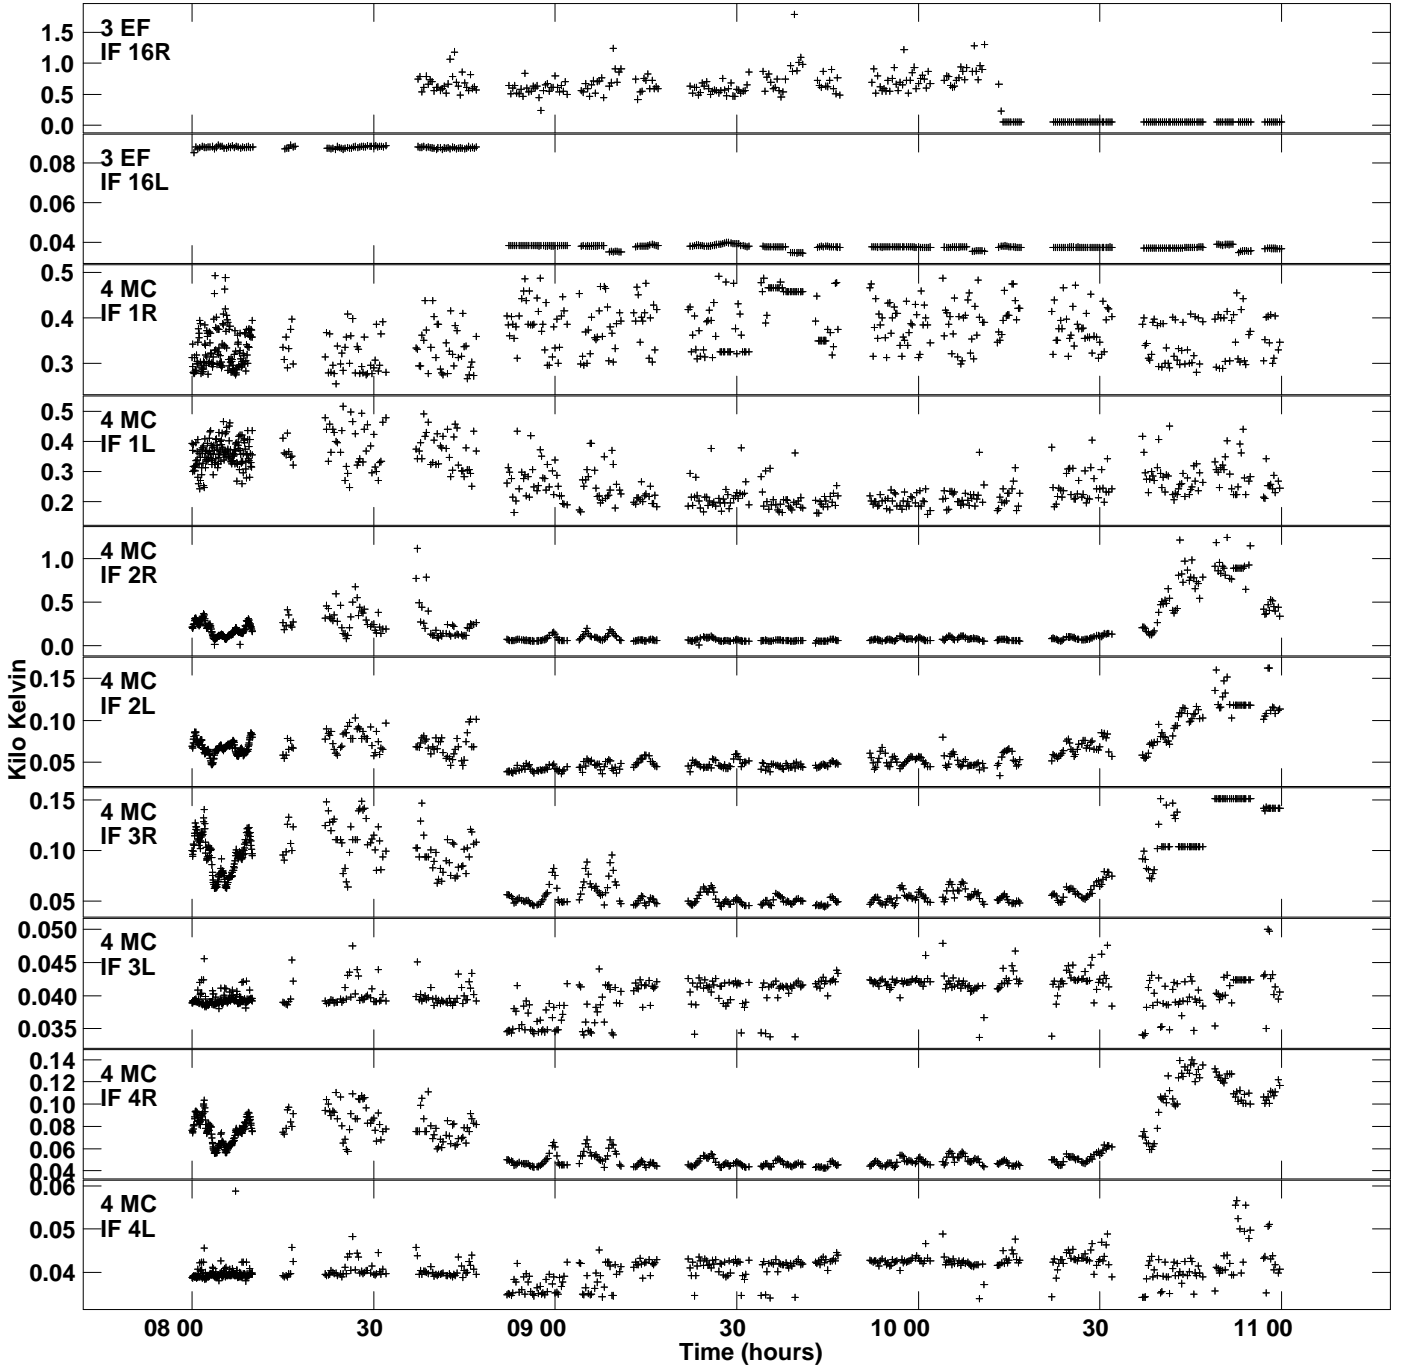 3 EF
IF 16R
1.5
1.0
0.5
0.0
3 EF
IF 16L
0.08
0.06
0.04
4 MC
IF 1R
0.5
0.4
0.3
4 MC
IF 1L
0.5
0.4
0.3
0.2
4 MC
IF 2R
1.0
0.5
0.0
4 MC
IF 2L
0.15
0.10
0.05
Kilo Kelvin
4 MC
IF 3R
0.15
0.10
0.05
4 MC
IF 3L
0.050
0.045
0.040
0.035
4 MC
IF 4R
0.14
0.12
0.10
0.08
0.06
0.04
4 MC
IF 4L
0.06
0.05
0.04
08 00 30 09 00 30 10 00 30 11 00
Time (hours)